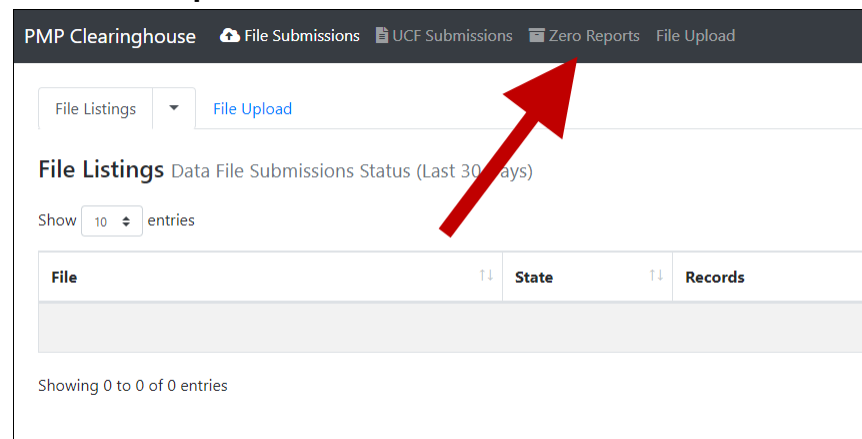 PMP Clearinghouse File Submissions UCF Submissions Zero Reports File Upload
File Listings File Upload
File Listings Data File Submissions Status (Last 30 Days)
Show 10 entries
File State Records
Showing 0 to 0 of 0 entries